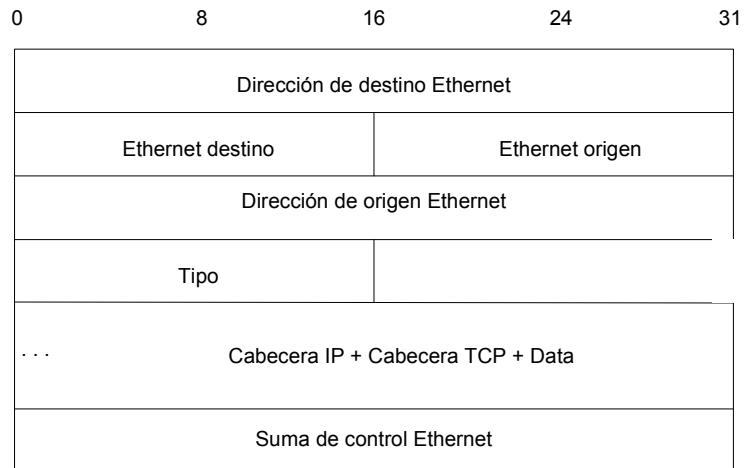 0 8 16 24 31
Dirección de destino Ethernet
Ethernet destino Ethernet origen
Dirección de origen Ethernet
Tipo
. . . Cabecera IP + Cabecera TCP + Data
Suma de control Ethernet